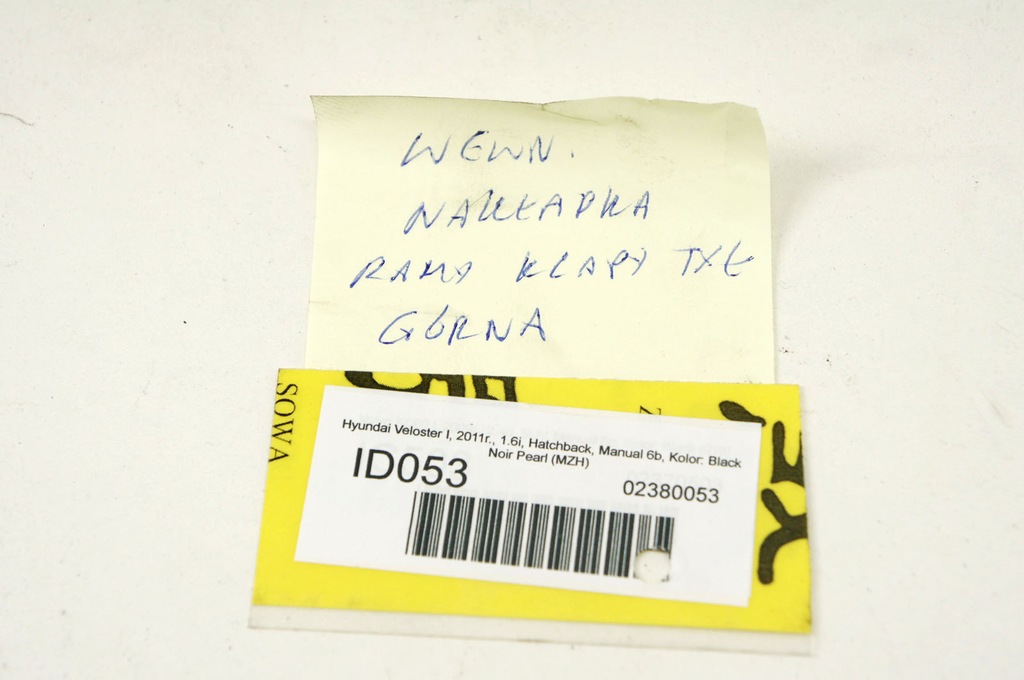 WEWN.
NAKŁADKA
RAMY KLAPY TYŁ
GÓRNA
SOWA
Hyundai Veloster I, 2011r., 1.6i, Hatchback, Manual 6b, Kolor: Black
Noir Pearl (MZH)
ID053
02380053